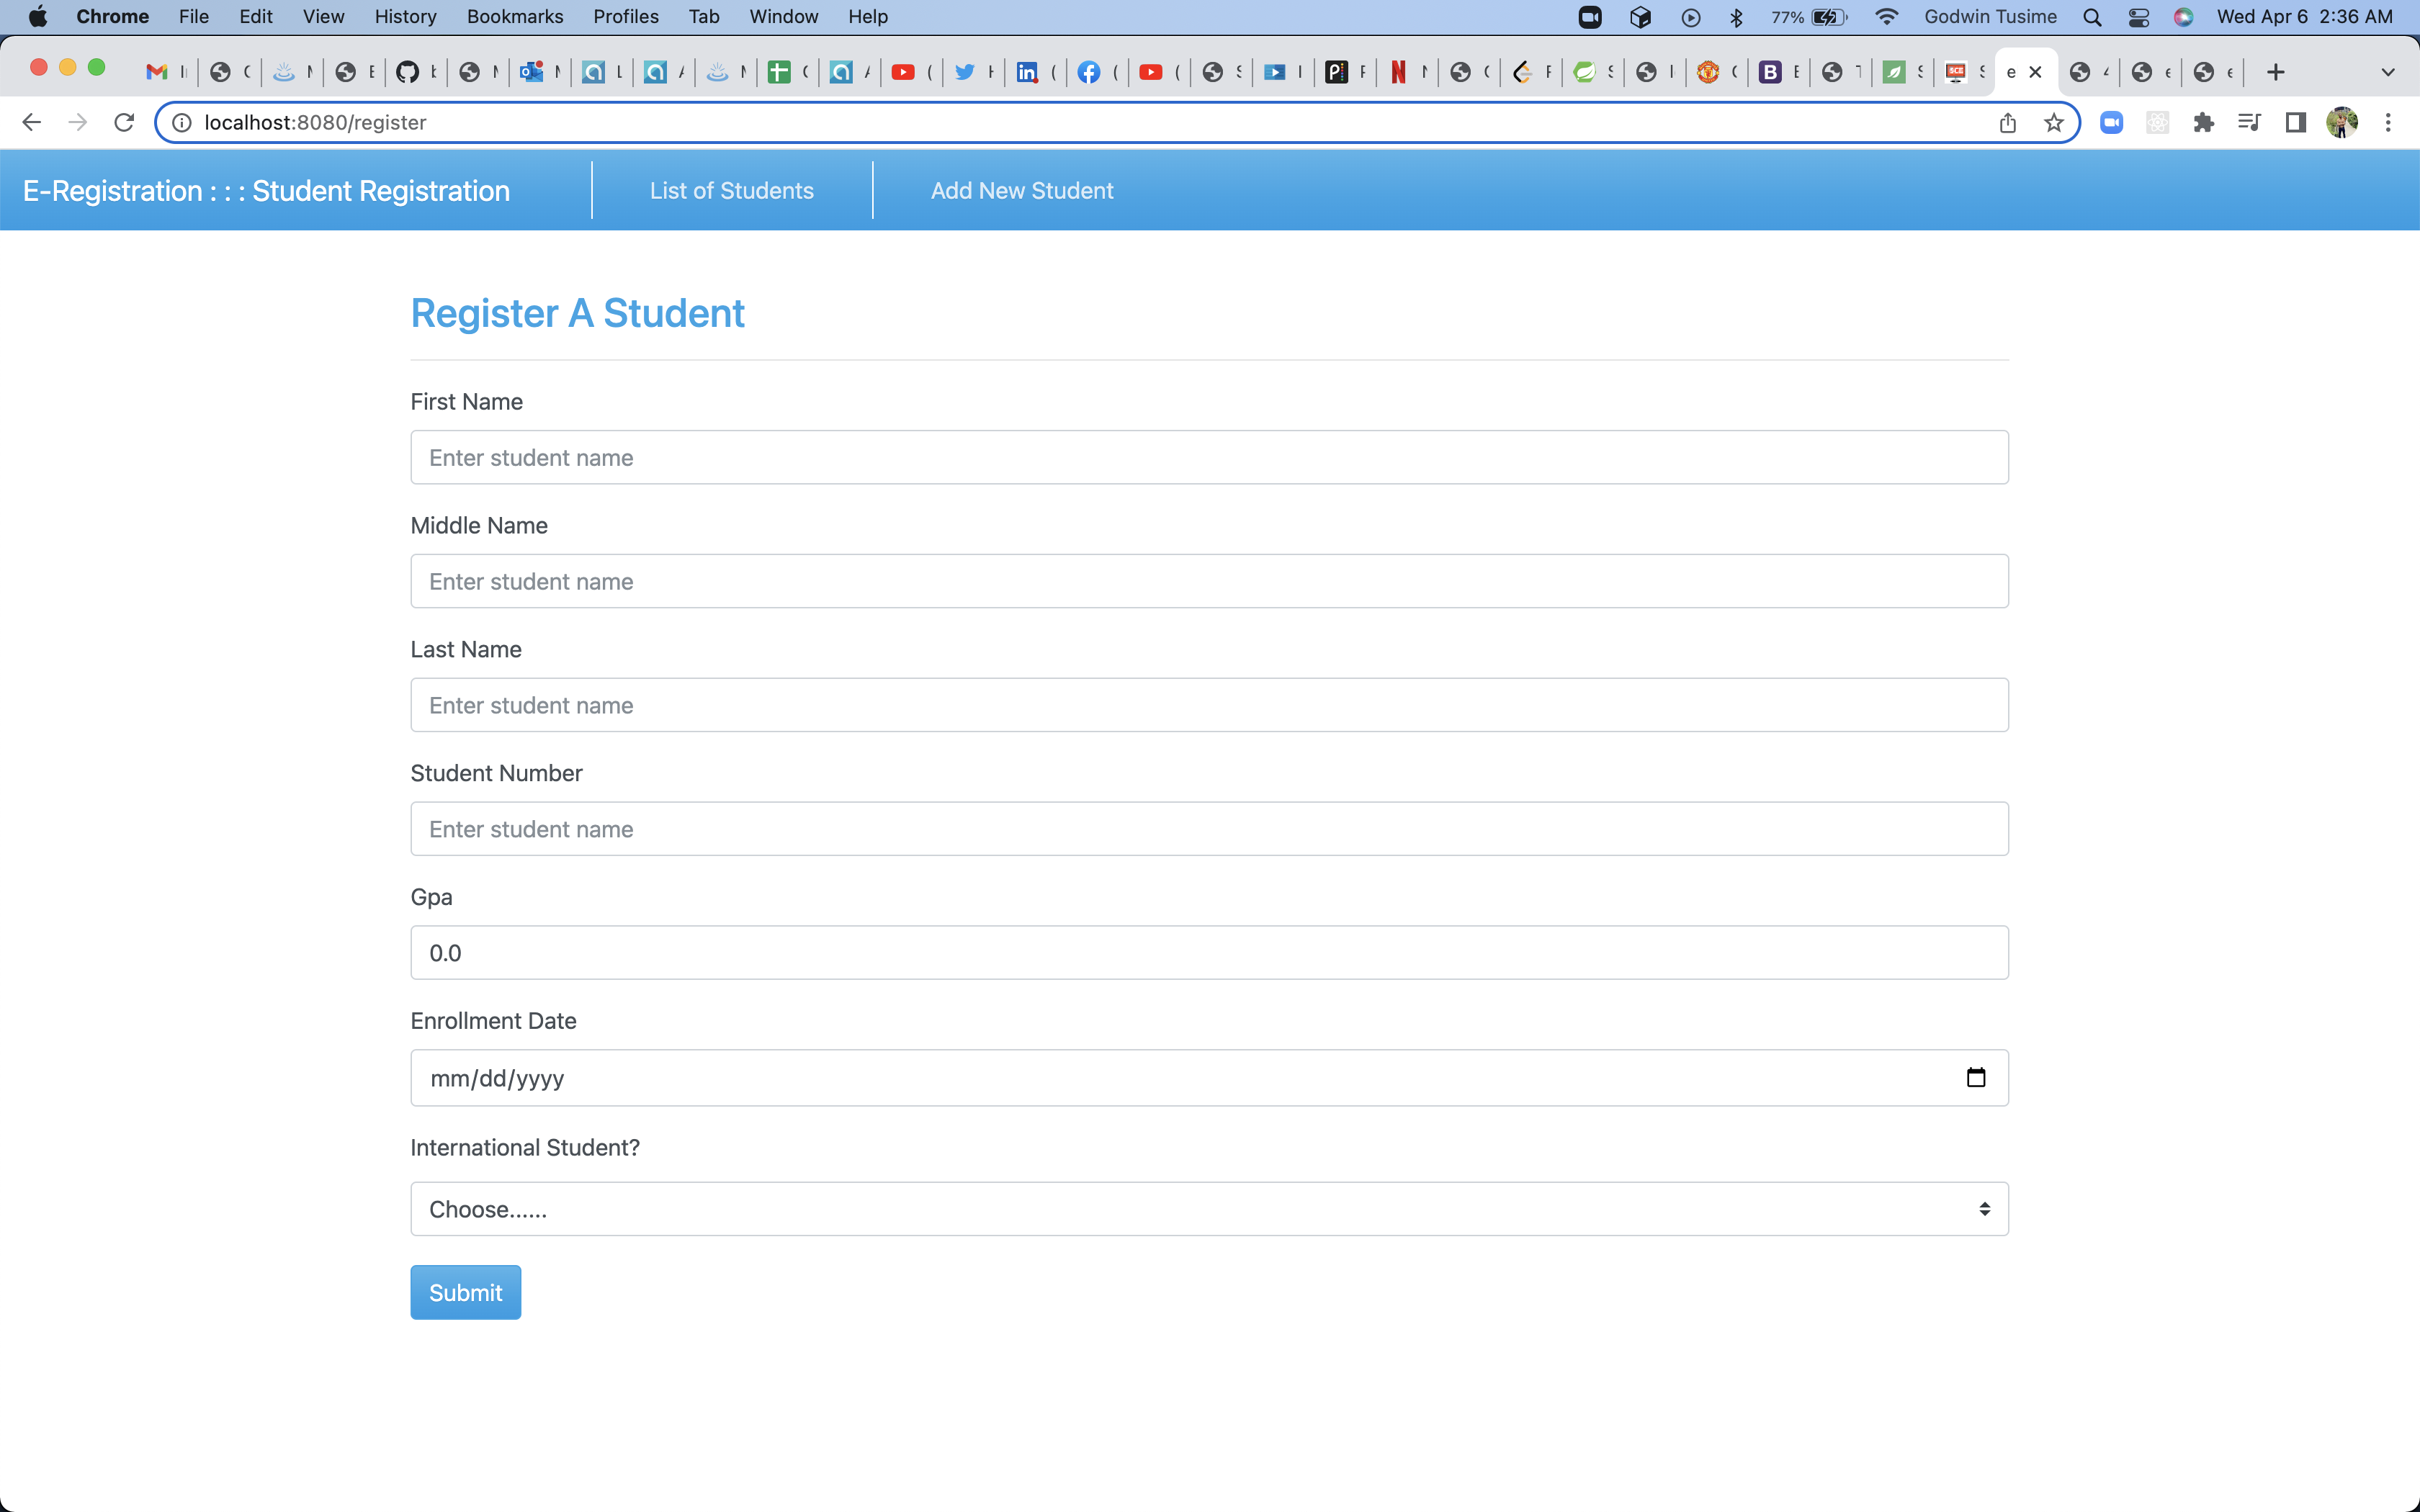 Chrome File Edit View History Bookmarks Profiles Tab Window Help 77% Godwin Tusime Wed Apr 6 2:36 AM
localhost:8080/register
E-Registration : : : Student Registration List of Students Add New Student
Register A Student
First Name
Enter student name
Middle Name
Enter student name
Last Name
Enter student name
Student Number
Enter student name
Gpa
0.0
Enrollment Date
mm/dd/yyyy
International Student?
Choose......
Submit